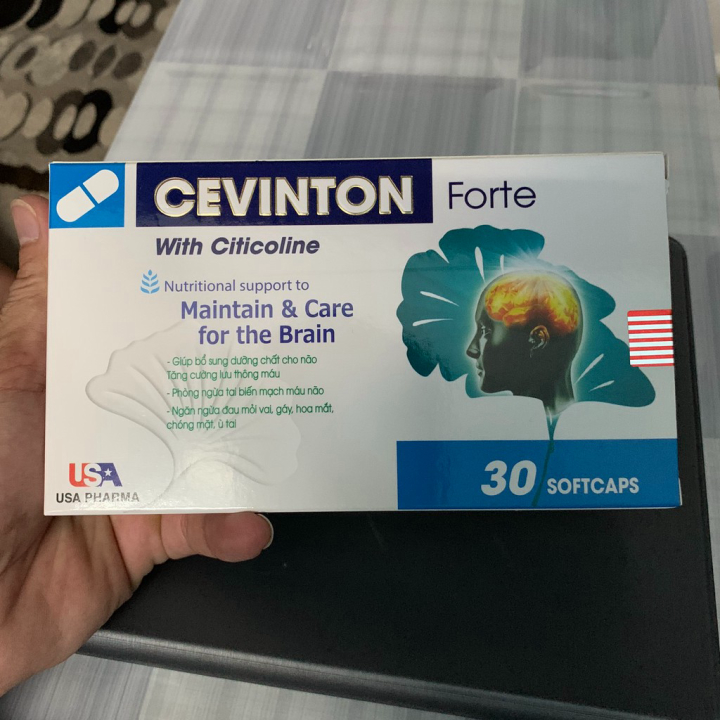 CEVINTON Forte
With Citicoline
Nutritional support to
Maintain & Care
for the Brain
- Giúp bổ sung dưỡng chất cho não
Tăng cường lưu thông máu
- Phòng ngừa tai biến mạch máu não
- Ngăn ngừa đau mỏi vai, gáy, hoa mắt,
chóng mặt, ù tai
USA
USA PHARMA
30 SOFTCAPS